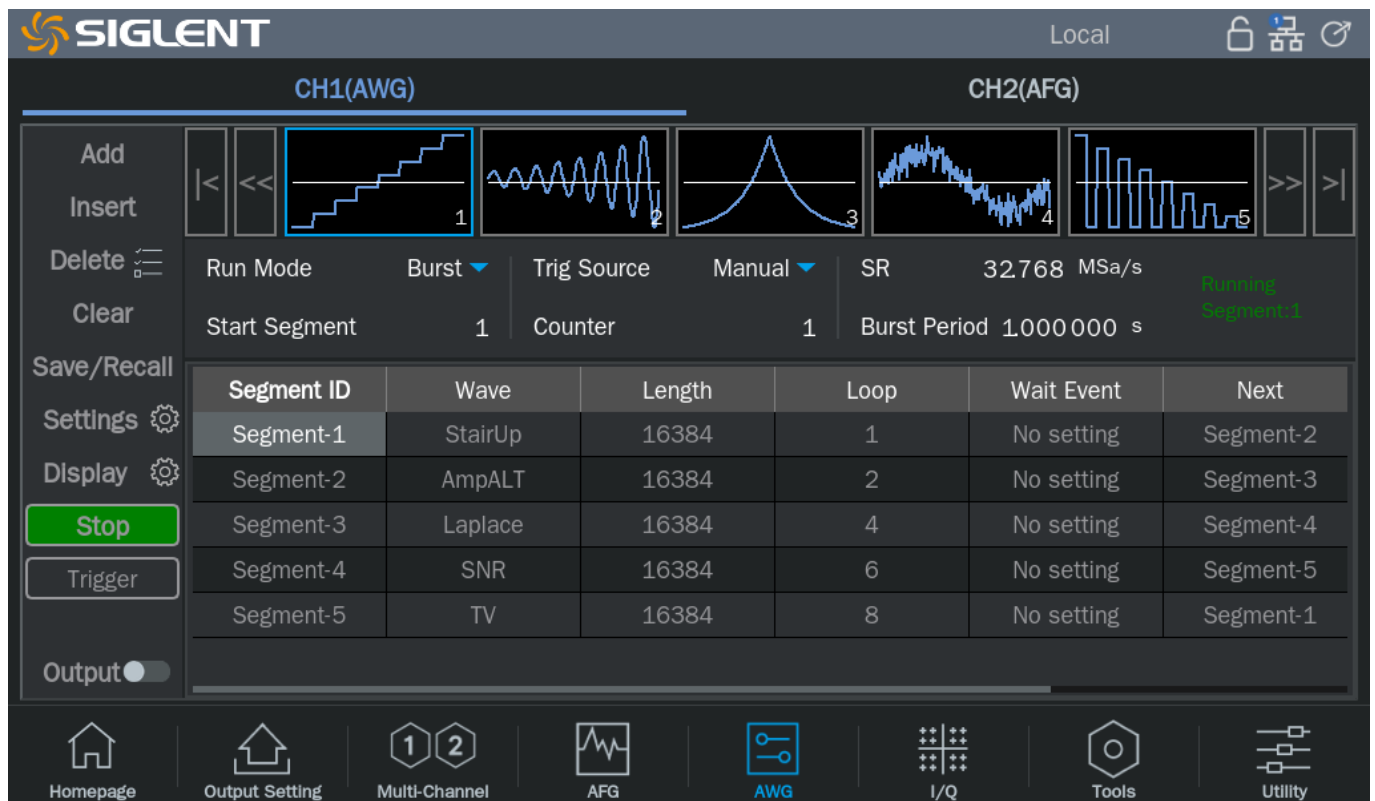 SIGLENT
Local
1
CH1(AWG)
CH2(AFG)
Add
Insert
Delete
Clear
Save/Recall
Settings
Display
Stop
Trigger
Output
|< << 1 2 3 4 5 >> >|
Run Mode Burst Trig Source Manual SR 32.768 MSa/s
Start Segment 1 Counter 1 Burst Period 1.000 000 s
Running
Segment:1
Segment ID Wave Length Loop Wait Event Next
Segment-1 StairUp 16384 1 No setting Segment-2
Segment-2 AmpALT 16384 2 No setting Segment-3
Segment-3 Laplace 16384 4 No setting Segment-4
Segment-4 SNR 16384 6 No setting Segment-5
Segment-5 TV 16384 8 No setting Segment-1
1 2
Homepage Output Setting Multi-Channel AFG AWG I/Q Tools Utility